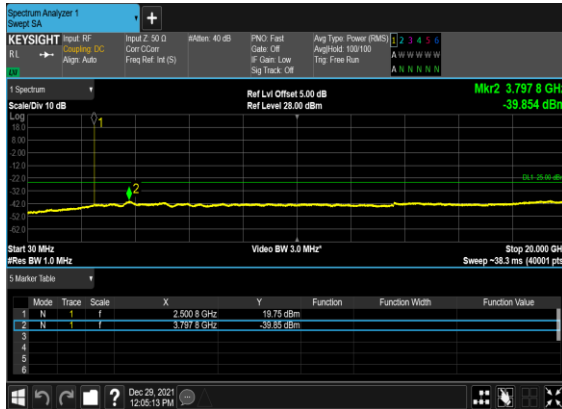 Spectrum Analyzer 1
Swept SA
+
KEYSIGHT Input: RF Input Z: 50 Ω #Atten: 40 dB PNO: Fast Avg Type: Power (RMS) 1 2 3 4 5 6
RL Coupling: DC Corr CCorr Gate: Off Avg|Hold: 100/100 A W W W W W
Align: Auto Freq Ref: Int (S) IF Gain: Low Trig: Free Run
LXI Sig Track: Off A N N N N N
1 Spectrum Ref Lvl Offset 5.00 dB Mkr2 3.797 8 GHz
Scale/Div 10 dB Ref Level 28.00 dBm -39.854 dBm
Log
18.0
1
8.00
-2.00
-12.0
-22.0 DL1 -25.00 dB
-32.0
2
-42.0
-52.0
-62.0
Start 30 MHz Video BW 3.0 MHz* Stop 20.000 GH
#Res BW 1.0 MHz Sweep ~38.3 ms (40001 pts
5 Marker Table
Mode Trace Scale X Y Function Function Width Function Value
1 N 1 f 2.500 8 GHz 19.75 dBm
2 N 1 f 3.797 8 GHz -39.85 dBm
3
4
5
6
? Dec 29, 2021
12:05:13 PM